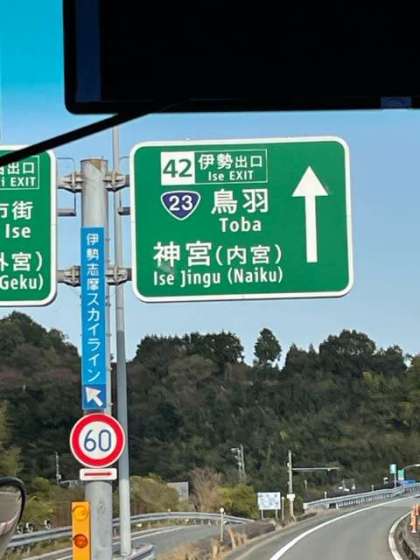 出口
EXIT
市街
Ise
外宮)
Geku)
42 伊勢出口
Ise EXIT
23 鳥羽
Toba
神宮(内宮)
Ise Jingu (Naiku)
伊勢志摩スカイライン
60